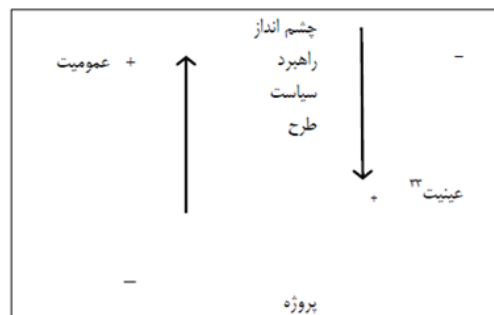 چشم انداز
راهبرد
–
+ عمومیت
سیاست
طرح
عینیت۳۳
+
–
پروژه